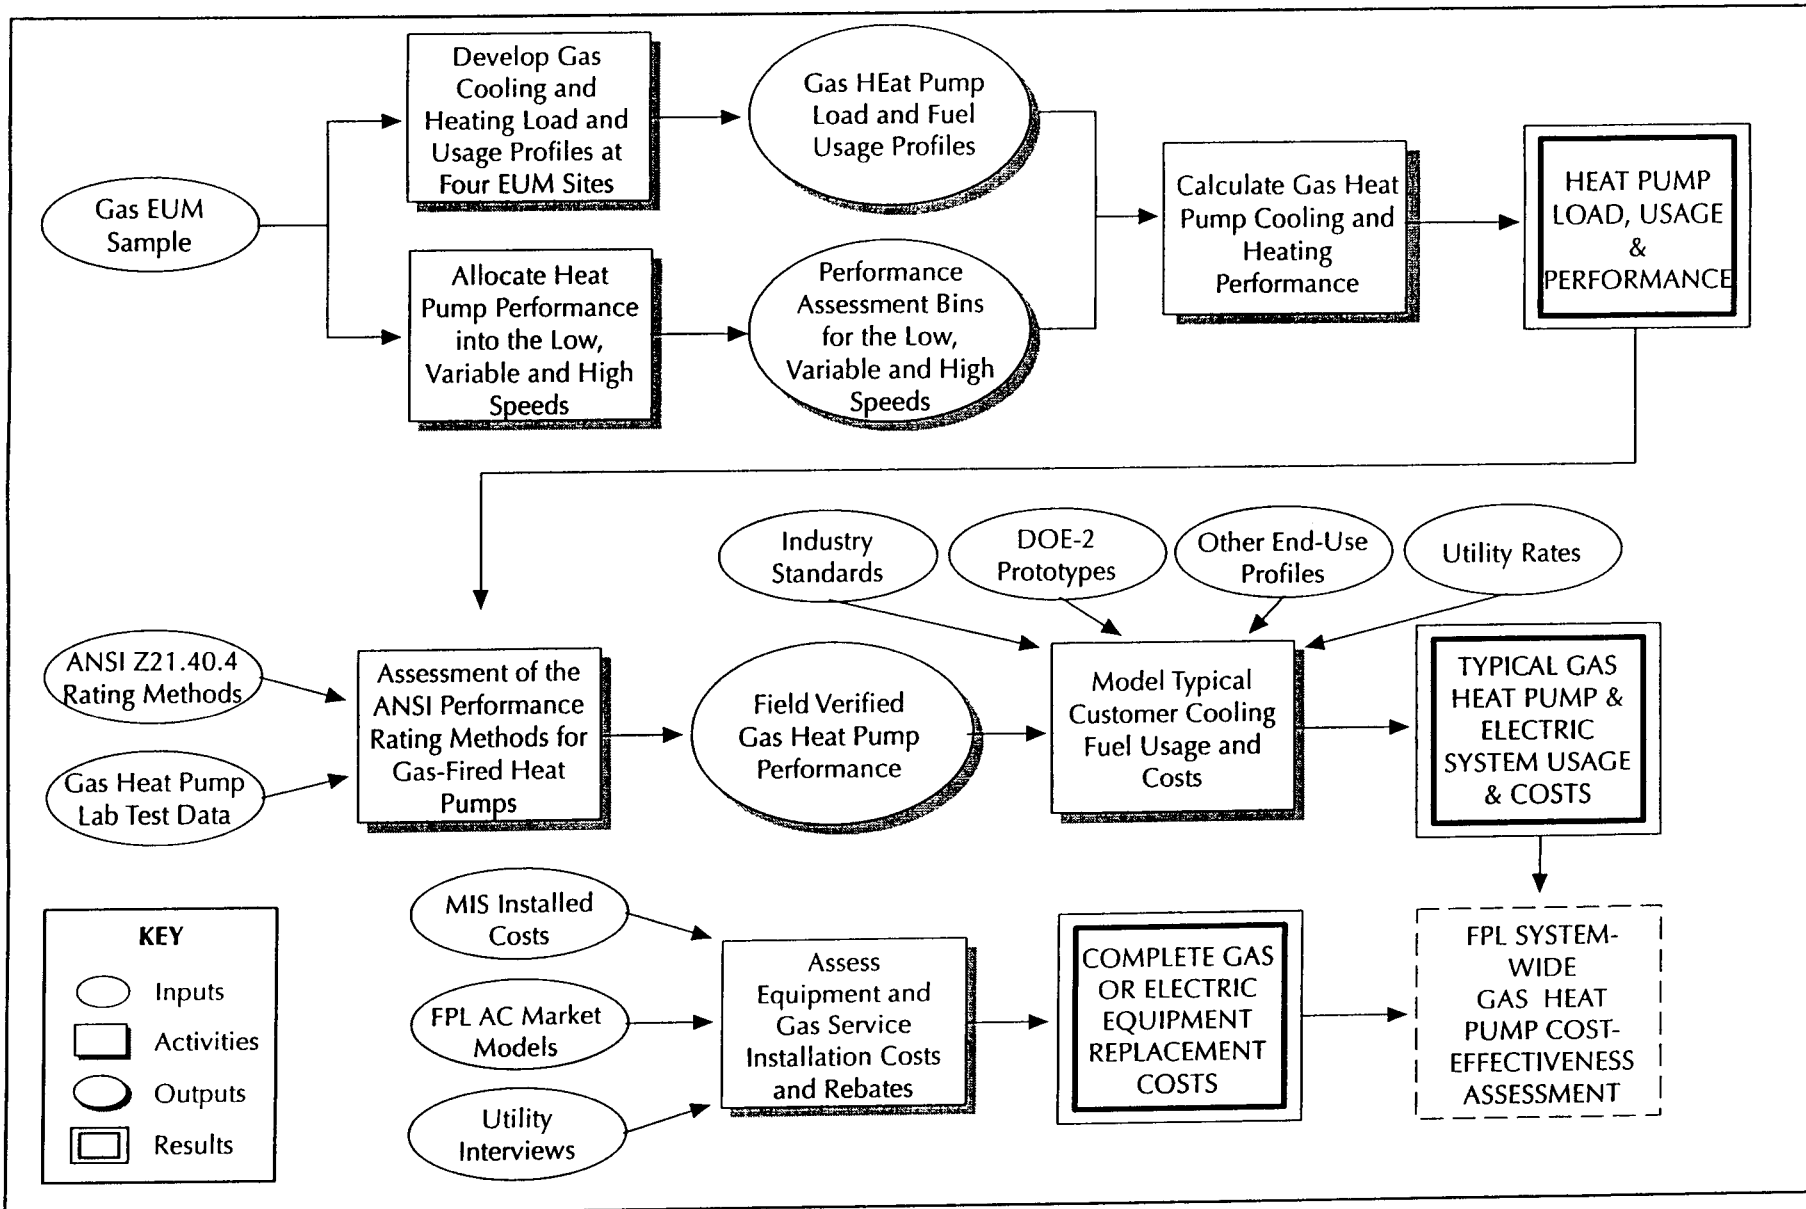 Develop Gas
Cooling and
Heating Load and
Usage Profiles at
Four EUM Sites
Gas HEat Pump
Load and Fuel
Usage Profiles
Gas EUM
Sample
Calculate Gas Heat
Pump Cooling and
Heating
Performance
HEAT PUMP
LOAD, USAGE
&
PERFORMANCE
Allocate Heat
Pump Performance
into the Low,
Variable and High
Speeds
Performance
Assessment Bins
for the Low,
Variable and High
Speeds
Industry
Standards
DOE-2
Prototypes
Other End-Use
Profiles
Utility Rates
ANSI Z21.40.4
Rating Methods
Gas Heat Pump
Lab Test Data
Assessment of the
ANSI Performance
Rating Methods for
Gas-Fired Heat
Pumps
Field Verified
Gas Heat Pump
Performance
Model Typical
Customer Cooling
Fuel Usage and
Costs
TYPICAL GAS
HEAT PUMP &
ELECTRIC
SYSTEM USAGE
& COSTS
MIS Installed
Costs
FPL AC Market
Models
Utility
Interviews
Assess
Equipment and
Gas Service
Installation Costs
and Rebates
COMPLETE GAS
OR ELECTRIC
EQUIPMENT
REPLACEMENT
COSTS
FPL SYSTEM-
WIDE
GAS HEAT
PUMP COST-
EFFECTIVENESS
ASSESSMENT
KEY
Inputs
Activities
Outputs
Results